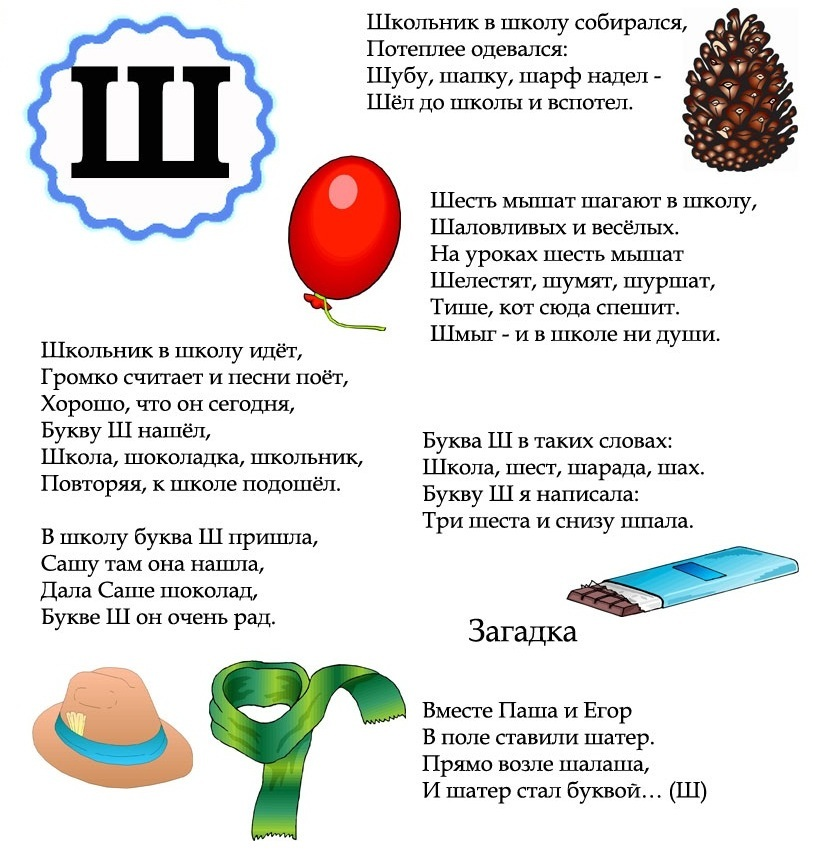 Ш
Школьник в школу собирался,
Потеплее одевался:
Шубу, шапку, шарф надел -
Шёл до школы и вспотел.
Шесть мышат шагают в школу,
Шаловливых и весёлых.
На уроках шесть мышат
Шелестят, шумят, шуршат,
Тише, кот сюда спешит.
Шмыг - и в школе ни души.
Школьник в школу идёт,
Громко считает и песни поёт,
Хорошо, что он сегодня,
Букву Ш нашёл,
Школа, шоколадка, школьник,
Повторяя, к школе подошёл.
Буква Ш в таких словах:
Школа, шест, шарада, шах.
Букву Ш я написала:
Три шеста и снизу шпала.
В школу буква Ш пришла,
Сашу там она нашла,
Дала Саше шоколад,
Букве Ш он очень рад.
Загадка
Вместе Паша и Егор
В поле ставили шатер.
Прямо возле шалаша,
И шатер стал буквой… (Ш)